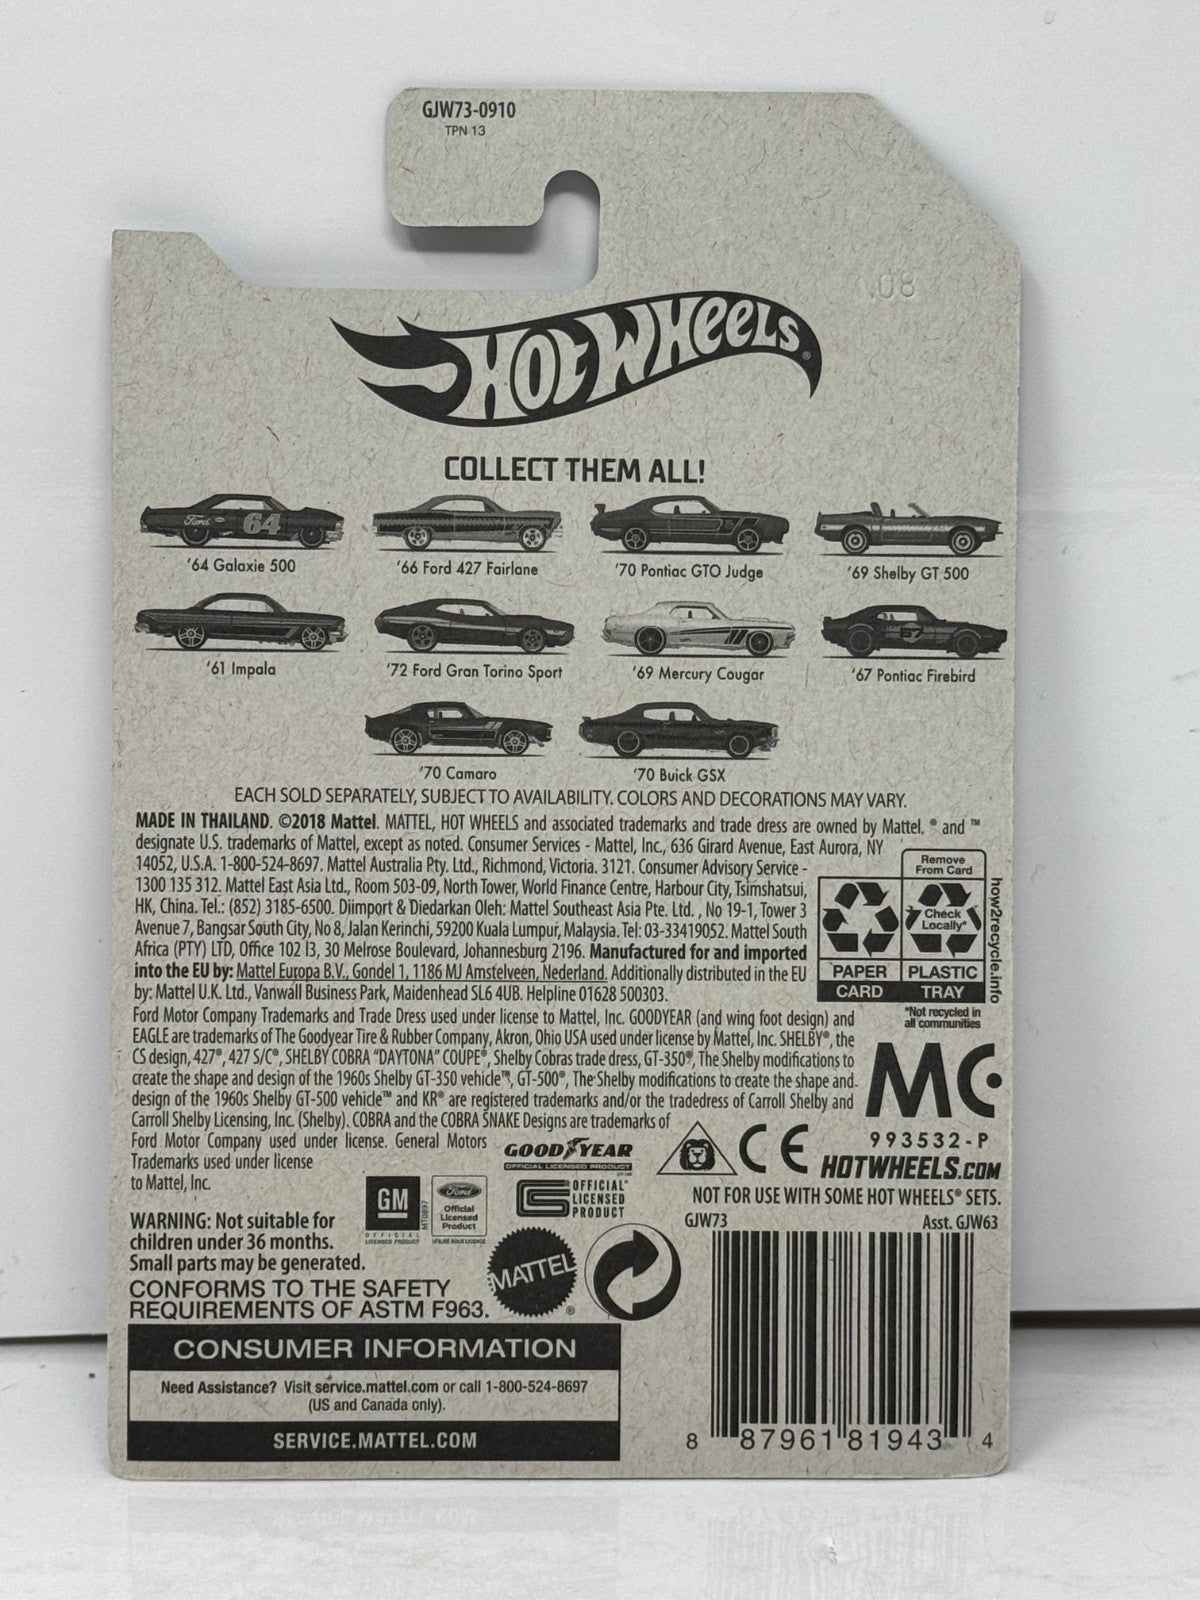 GJW73-0910
TPN 13
08
HOT WHEELS®
COLLECT THEM ALL!
Ford 64
'64 Galaxie 500
'66 Ford 427 Fairlane
'70 Pontiac GTO Judge
'69 Shelby GT 500
67
'61 Impala
'72 Ford Gran Torino Sport
'69 Mercury Cougar
'67 Pontiac Firebird
'70 Camaro
'70 Buick GSX
EACH SOLD SEPARATELY, SUBJECT TO AVAILABILITY. COLORS AND DECORATIONS MAY VARY.
MADE IN THAILAND. ©2018 Mattel. MATTEL, HOT WHEELS and associated trademarks and trade dress are owned by Mattel. ® and ™
designate U.S. trademarks of Mattel, except as noted. Consumer Services - Mattel, Inc., 636 Girard Avenue, East Aurora, NY
14052, U.S.A. 1-800-524-8697. Mattel Australia Pty. Ltd., Richmond, Victoria. 3121. Consumer Advisory Service -
1300 135 312. Mattel East Asia Ltd., Room 503-09, North Tower, World Finance Centre, Harbour City, Tsimshatsui,
HK, China. Tel.: (852) 3185-6500. Diimport & Diedarkan Oleh: Mattel Southeast Asia Pte. Ltd. , No 19-1, Tower 3
Avenue 7, Bangsar South City, No 8, Jalan Kerinchi, 59200 Kuala Lumpur, Malaysia. Tel: 03-33419052. Mattel South
Africa (PTY) LTD, Office 102 I3, 30 Melrose Boulevard, Johannesburg 2196. Manufactured for and imported
into the EU by: Mattel Europa B.V., Gondel 1, 1186 MJ Amstelveen, Nederland. Additionally distributed in the EU
by: Mattel U.K. Ltd., Vanwall Business Park, Maidenhead SL6 4UB. Helpline 01628 500303.
Remove
From Card
Check
Locally*
PAPER
CARD
PLASTIC
TRAY
how2recycle.info
*Not recycled in
all communities
Ford Motor Company Trademarks and Trade Dress used under license to Mattel, Inc. GOODYEAR (and wing foot design) and
EAGLE are trademarks of The Goodyear Tire & Rubber Company, Akron, Ohio USA used under license by Mattel, Inc. SHELBY®, the
CS design, 427®, 427 S/C®, SHELBY COBRA "DAYTONA" COUPE®, Shelby Cobras trade dress, GT-350®, The Shelby modifications to
create the shape and design of the 1960s Shelby GT-350 vehicle™, GT-500®, The Shelby modifications to create the shape and
design of the 1960s Shelby GT-500 vehicle™ and KR® are registered trademarks and/or the tradedress of Carroll Shelby and
Carroll Shelby Licensing, Inc. (Shelby). COBRA and the COBRA SNAKE Designs are trademarks of
Ford Motor Company used under license. General Motors
Trademarks used under license
to Mattel, Inc.
MC
993532-P
GOODYEAR
OFFICIAL LICENSED PRODUCT
CE
HOTWHEELS.COM
GM
OFFICIAL
LICENSED PRODUCT
MT0897
Ford
Official
Licensed
Product
CS
OFFICIAL
LICENSED
PRODUCT
NOT FOR USE WITH SOME HOT WHEELS® SETS.
GJW73
Asst. GJW63
WARNING: Not suitable for
children under 36 months.
Small parts may be generated.
CONFORMS TO THE SAFETY
REQUIREMENTS OF ASTM F963.
MATTEL®
CONSUMER INFORMATION
Need Assistance? Visit service.mattel.com or call 1-800-524-8697
(US and Canada only).
SERVICE.MATTEL.COM
8 87961 81943 4